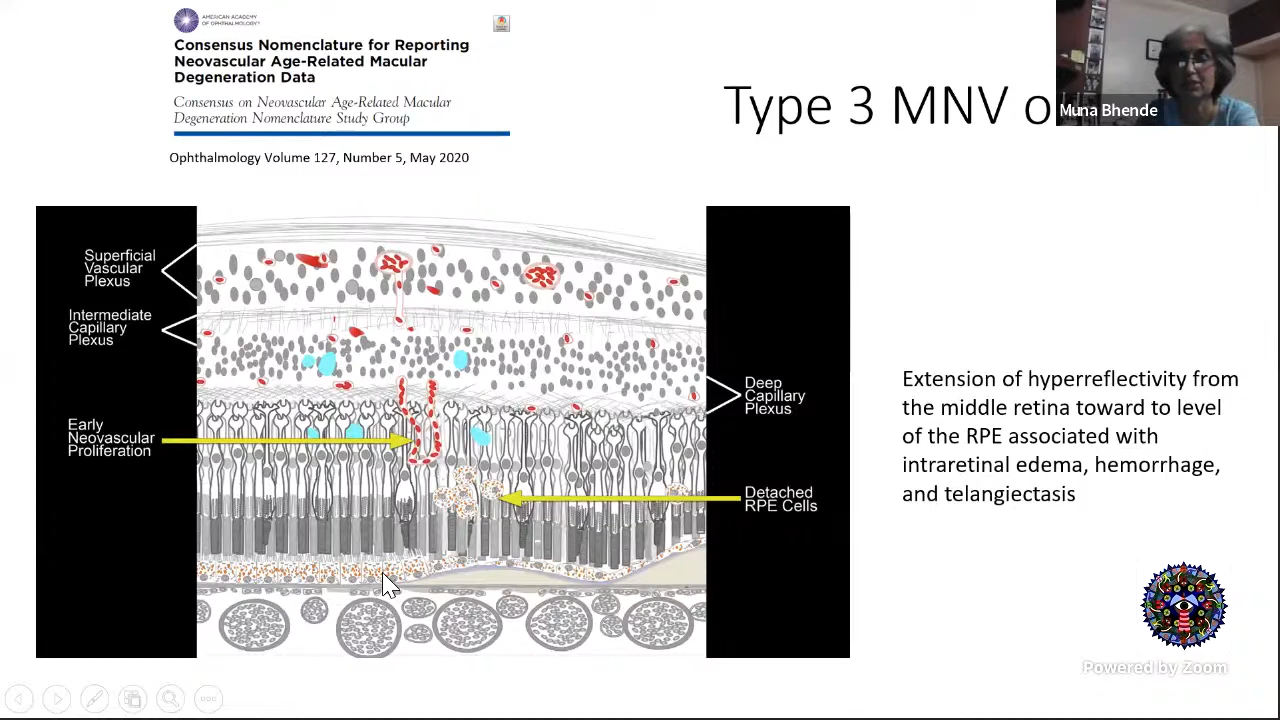 AMERICAN ACADEMY
OF OPHTHALMOLOGY®
Consensus Nomenclature for Reporting
Neovascular Age-Related Macular
Degeneration Data
Consensus on Neovascular Age-Related Macular
Degeneration Nomenclature Study Group
Ophthalmology Volume 127, Number 5, May 2020
Type 3 MNV o
Muna Bhende
Superficial
Vascular
Plexus
Intermediate
Capillary
Plexus
Early
Neovascular
Proliferation
Deep
Capillary
Plexus
Detached
RPE Cells
Extension of hyperreflectivity from
the middle retina toward to level
of the RPE associated with
intraretinal edema, hemorrhage,
and telangiectasis
Powered by Zoom